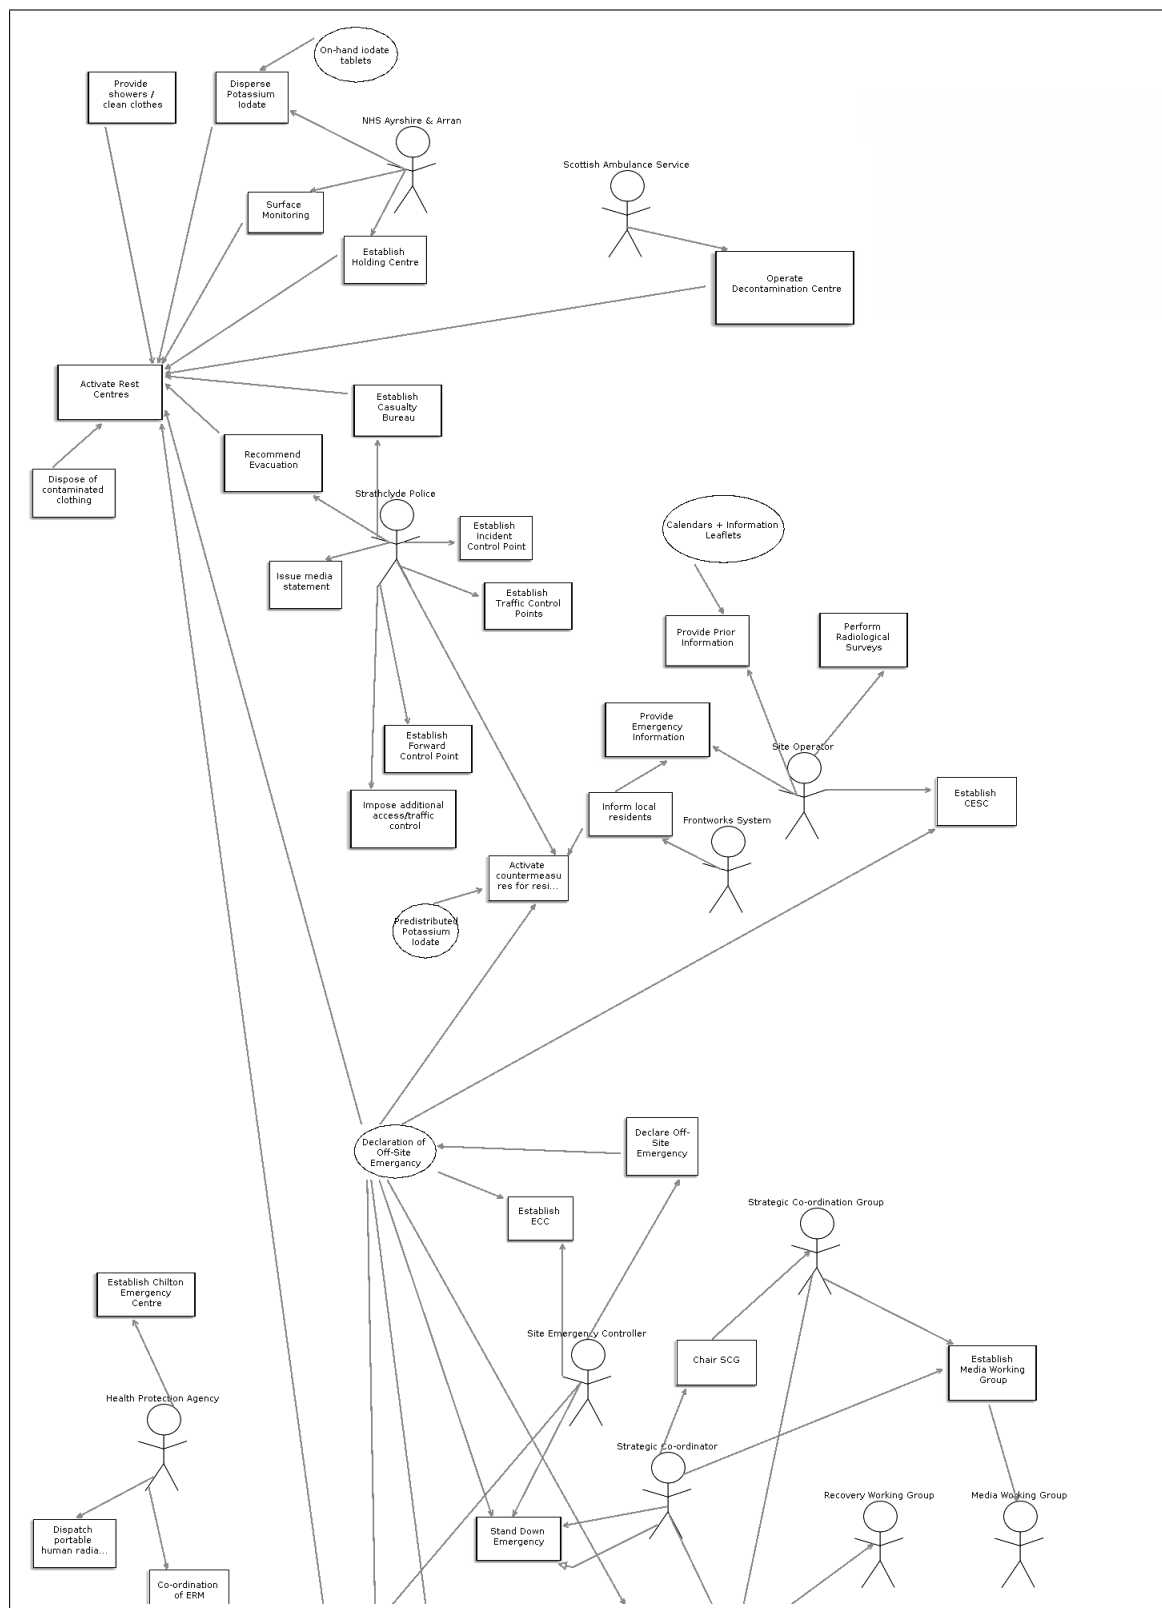 On-hand iodate
tablets
Provide
showers /
clean clothes
Disperse
Potassium
Iodate
NHS Ayrshire & Arran
Scottish Ambulance Service
Surface
Monitoring
Establish
Holding Centre
Operate
Decontamination Centre
Activate Rest
Centres
Establish
Casualty
Bureau
Recommend
Evacuation
Dispose of
contaminated
clothing
Strathclyde Police
Establish
Incident
Control Point
Calendars + Information
Leaflets
Issue media
statement
Establish
Traffic Control
Points
Provide Prior
Information
Perform
Radiological
Surveys
Provide
Emergency
Information
Establish
Forward
Control Point
Site Operator
Establish
CESC
Impose additional
access/traffic
control
Inform local
residents
Frontworks System
Activate
countermeasu
res for resi...
Predistributed
Potassium
Iodate
Declaration of
Off-Site
Emergancy
Declare Off-
Site
Emergency
Establish
ECC
Strategic Co-ordination Group
Establish Chilton
Emergency
Centre
Site Emergency Controller
Chair SCG
Establish
Media Working
Group
Health Protection Agency
Strategic Co-ordinator
Recovery Working Group
Media Working Group
Dispatch
portable
human radia...
Stand Down
Emergency
Co-ordination
of ERM